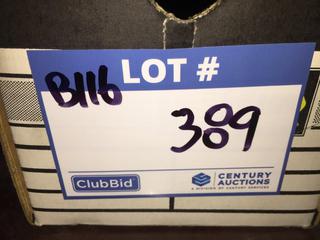 LOT #
B116
389
ClubBid
CENTURY
AUCTIONS
A DIVISION OF CENTURY SERVICES